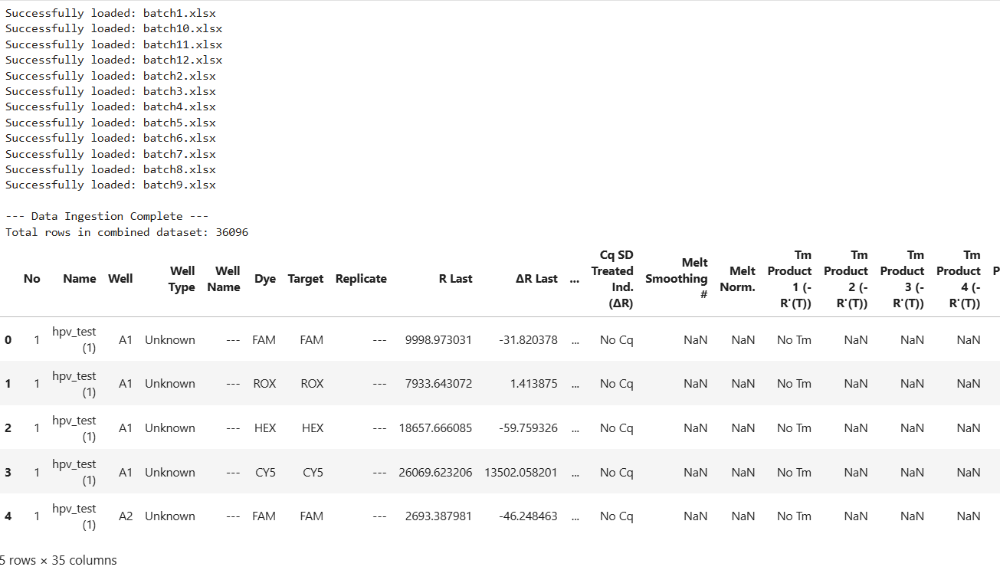 Successfully loaded: batch1.xlsx
Successfully loaded: batch10.xlsx
Successfully loaded: batch11.xlsx
Successfully loaded: batch12.xlsx
Successfully loaded: batch2.xlsx
Successfully loaded: batch3.xlsx
Successfully loaded: batch4.xlsx
Successfully loaded: batch5.xlsx
Successfully loaded: batch6.xlsx
Successfully loaded: batch7.xlsx
Successfully loaded: batch8.xlsx
Successfully loaded: batch9.xlsx
--- Data Ingestion Complete ---
Total rows in combined dataset: 36096
No Name Well Well Type Well Name Dye Target Replicate R Last ΔR Last ... Cq SD Treated Ind. (ΔR) Melt Smoothing # Melt Norm. Tm Product 1 (-R'(T)) Tm Product 2 (-R'(T)) Tm Product 3 (-R'(T)) Tm Product 4 (-R'(T)) P
0 1 hpv_test (1) A1 Unknown --- FAM FAM --- 9998.973031 -31.820378 ... No Cq NaN NaN No Tm NaN NaN NaN
1 1 hpv_test (1) A1 Unknown --- ROX ROX --- 7933.643072 1.413875 ... No Cq NaN NaN No Tm NaN NaN NaN
2 1 hpv_test (1) A1 Unknown --- HEX HEX --- 18657.666085 -59.759326 ... No Cq NaN NaN No Tm NaN NaN NaN
3 1 hpv_test (1) A1 Unknown --- CY5 CY5 --- 26069.623206 13502.058201 ... No Cq NaN NaN No Tm NaN NaN NaN
4 1 hpv_test (1) A2 Unknown --- FAM FAM --- 2693.387981 -46.248463 ... No Cq NaN NaN No Tm NaN NaN NaN
5 rows × 35 columns